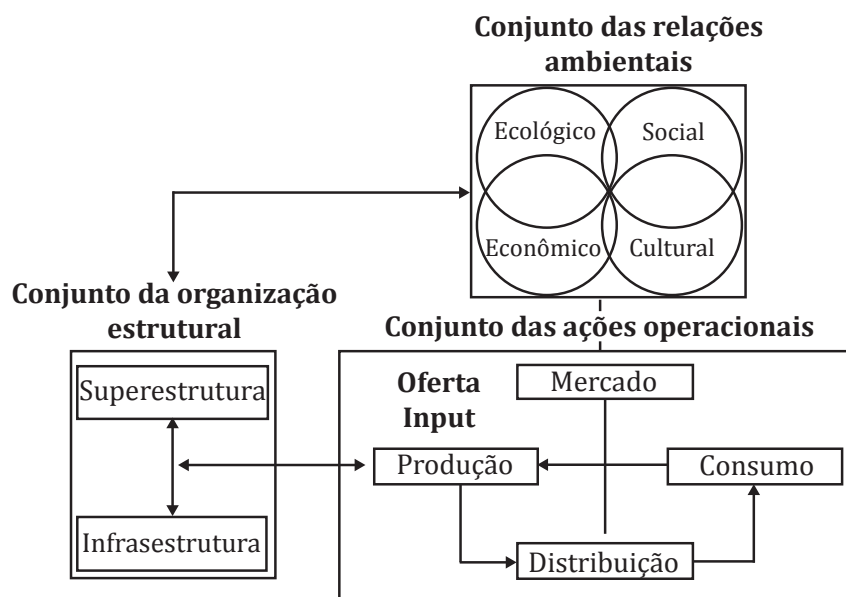 Conjunto das relações
ambientais
Ecológico
Social
Econômico
Cultural
Conjunto da organização
estrutural
Superestrutura
Infrasestrutura
Conjunto das ações operacionais
Oferta
Input
Mercado
Produção
Consumo
Distribuição